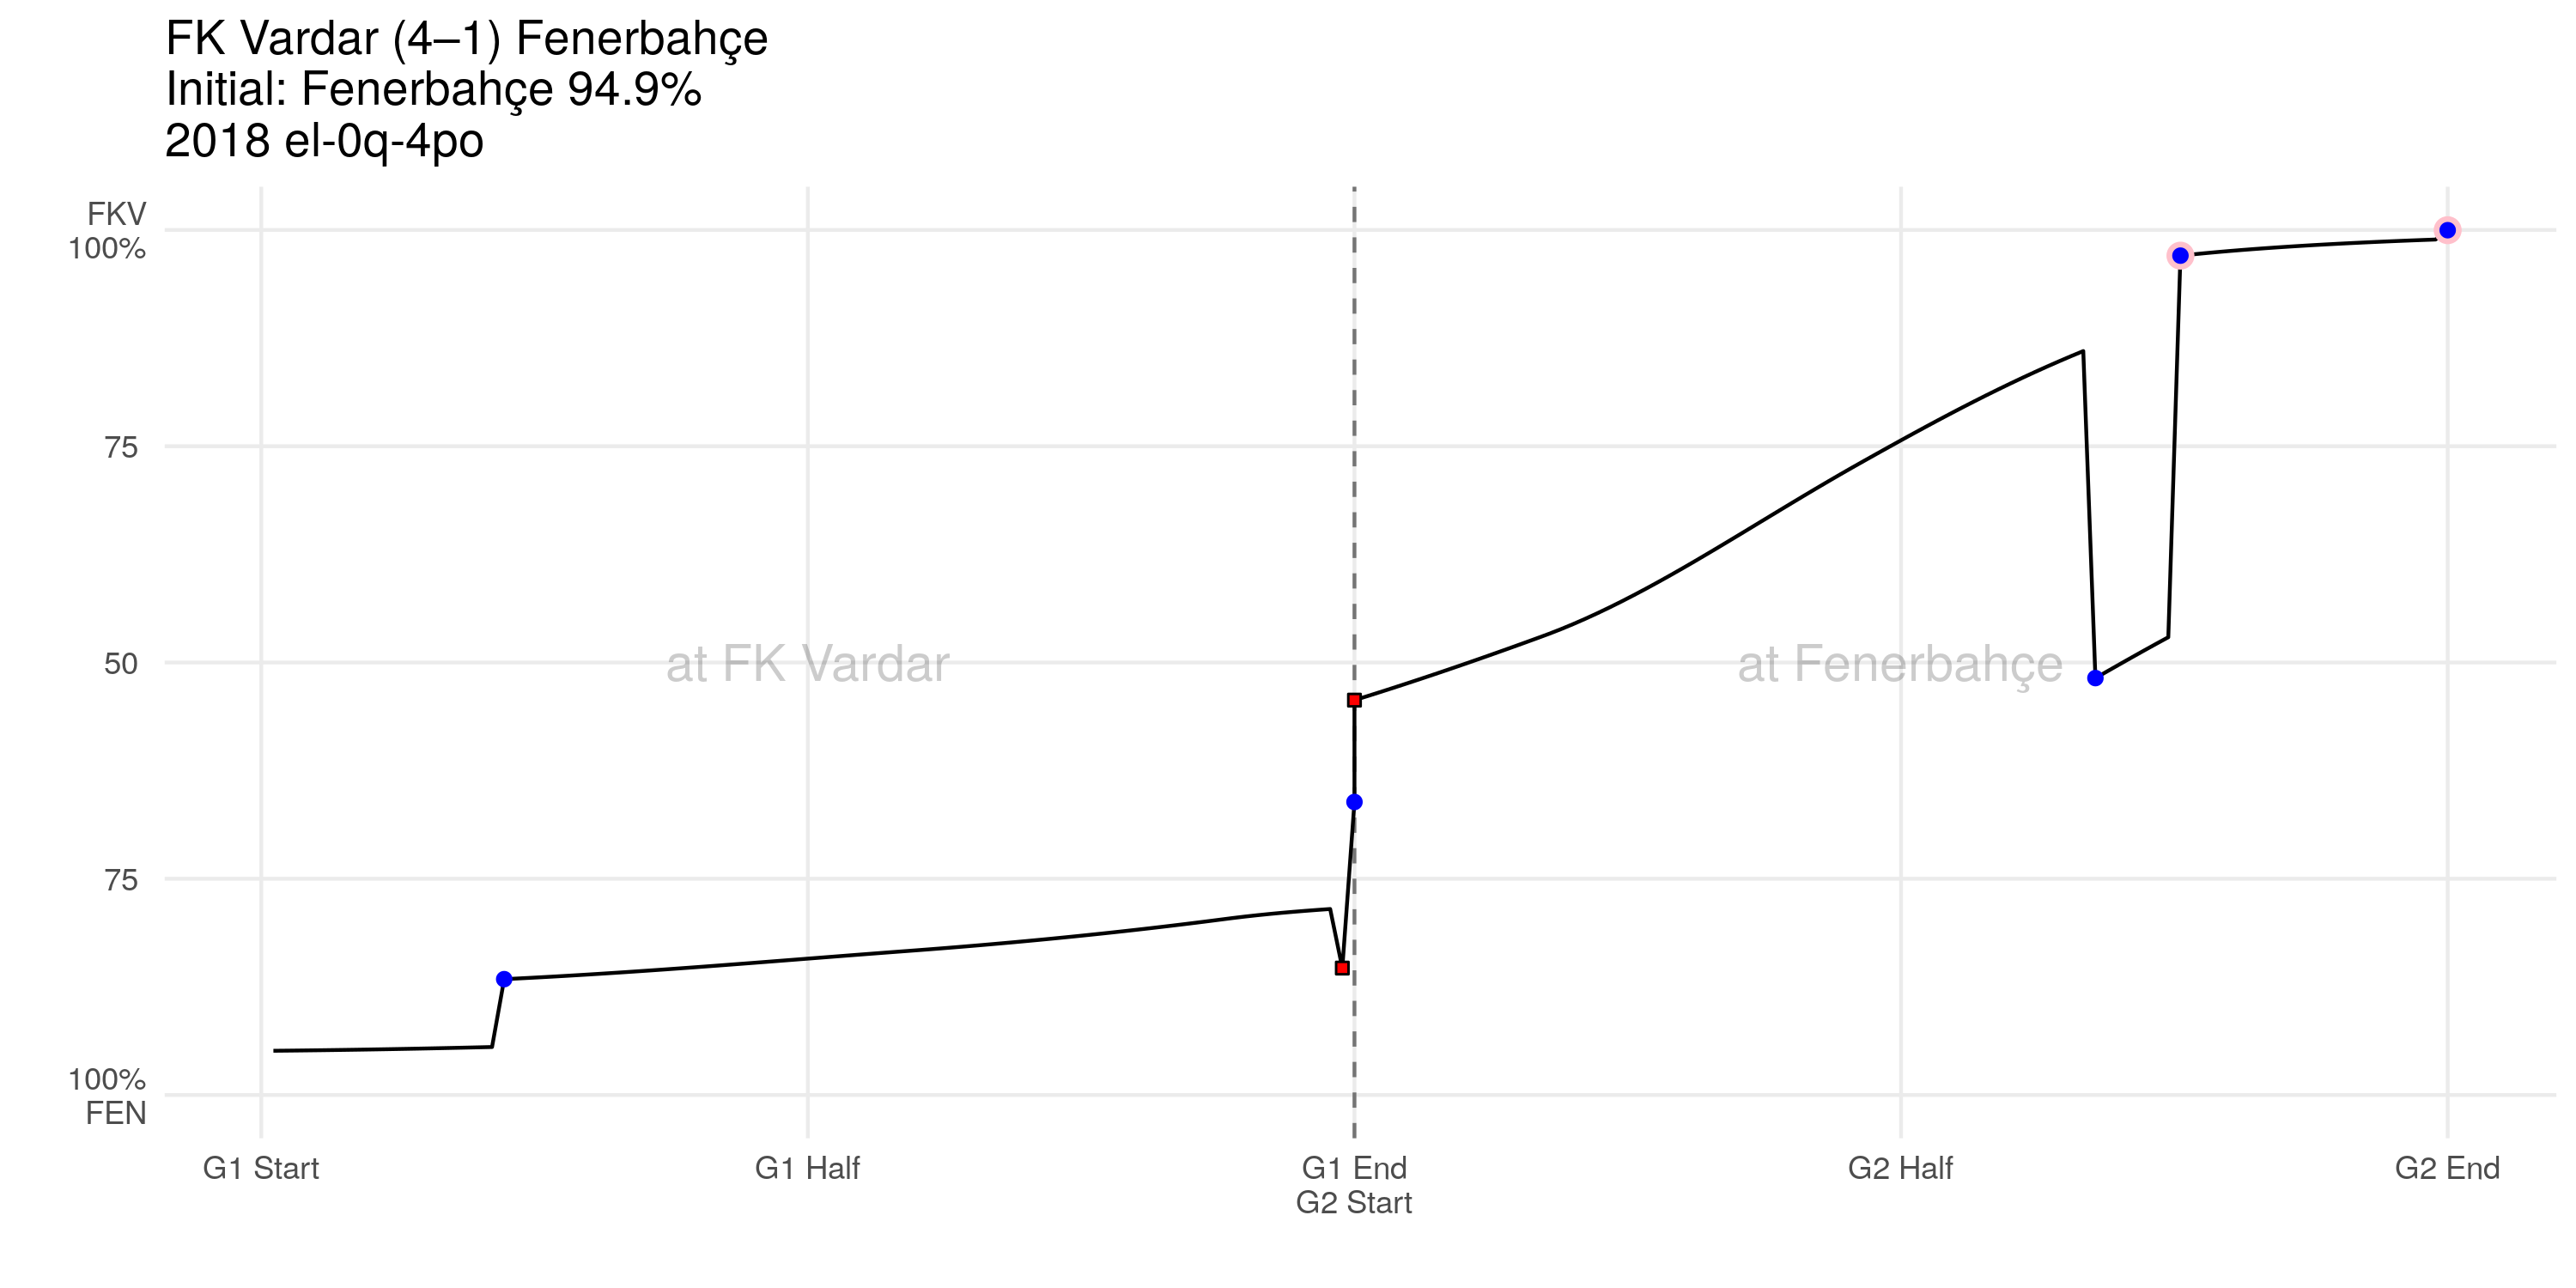 FK Vardar (4–1) Fenerbahçe
Initial: Fenerbahçe 94.9%
2018 el-0q-4po
FKV
100%
75
50
75
100%
FEN
at FK Vardar
at Fenerbahçe
G1 Start
G1 Half
G1 End
G2 Start
G2 Half
G2 End